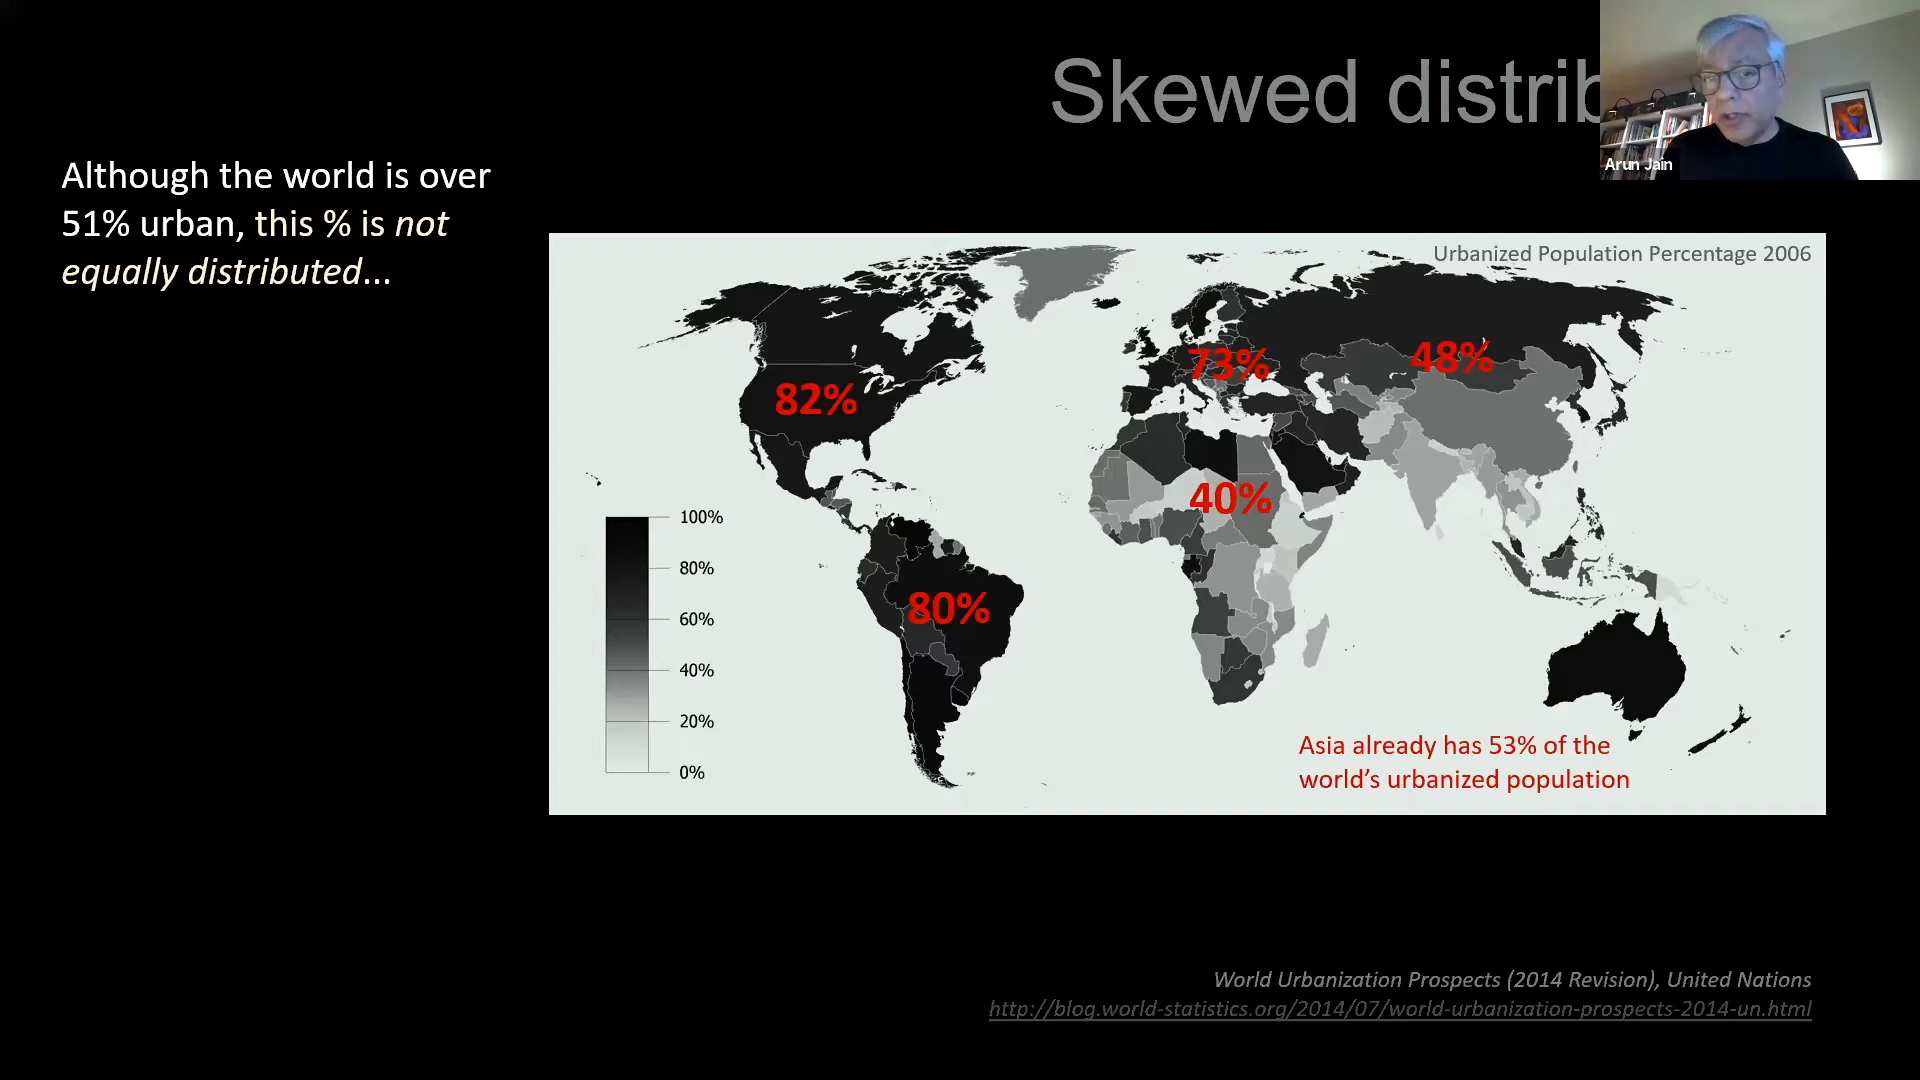 Skewed distrib
Arun Jain
Although the world is over
51% urban, this % is not
equally distributed...
Urbanized Population Percentage 2006
82%
73%
48%
40%
80%
100%
80%
60%
40%
20%
0%
Asia already has 53% of the
world's urbanized population
World Urbanization Prospects (2014 Revision), United Nations
http://blog.world-statistics.org/2014/07/world-urbanization-prospects-2014-un.html